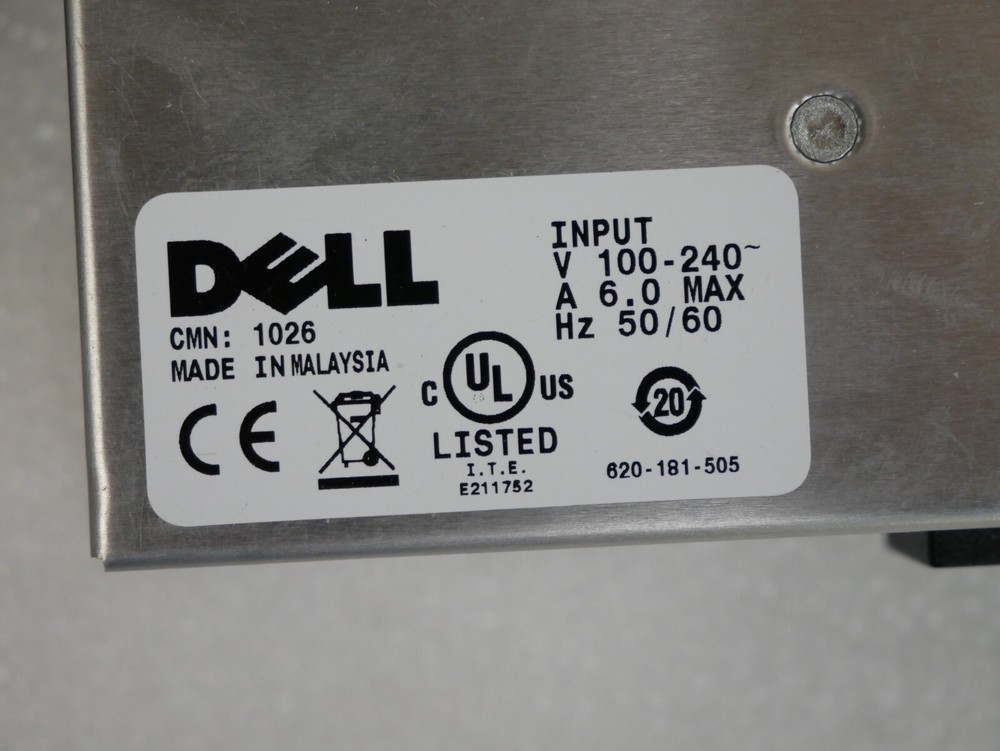 DELL
CMN: 1026
MADE IN MALAYSIA
INPUT
V 100-240~
A 6.0 MAX
Hz 50/60
CE
C UL US
LISTED
I.T.E.
E211752
20
620-181-505